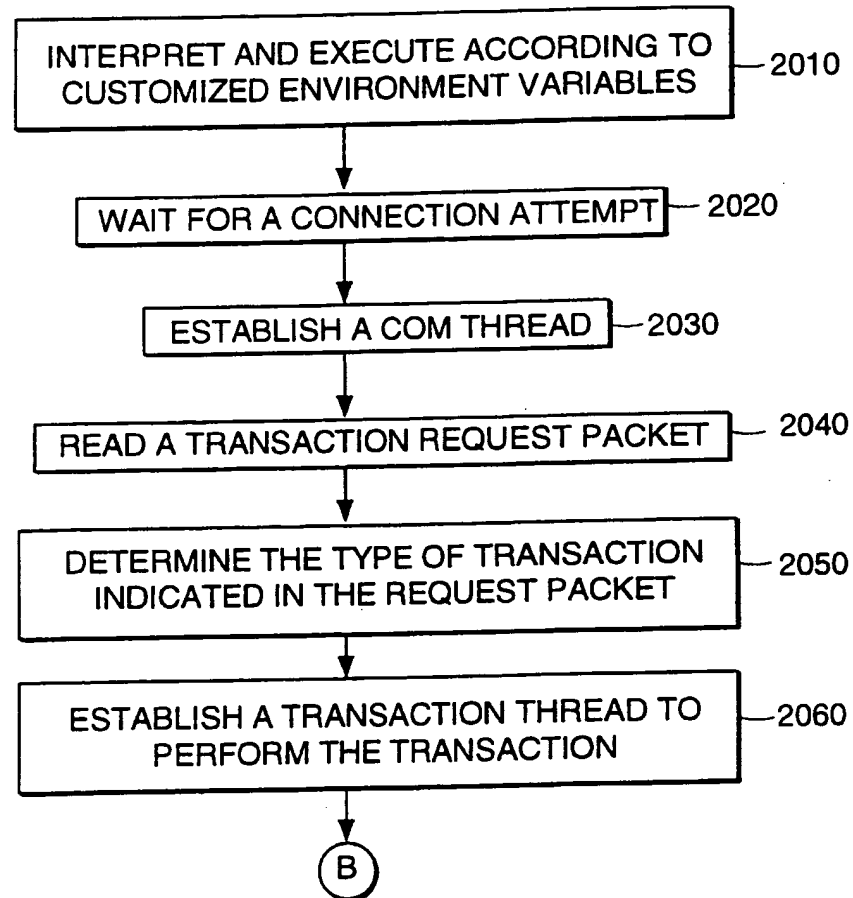 INTERPRET AND EXECUTE ACCORDING TO
CUSTOMIZED ENVIRONMENT VARIABLES
2010
WAIT FOR A CONNECTION ATTEMPT
2020
ESTABLISH A COM THREAD
2030
READ A TRANSACTION REQUEST PACKET
2040
DETERMINE THE TYPE OF TRANSACTION
INDICATED IN THE REQUEST PACKET
2050
ESTABLISH A TRANSACTION THREAD TO
PERFORM THE TRANSACTION
2060
B